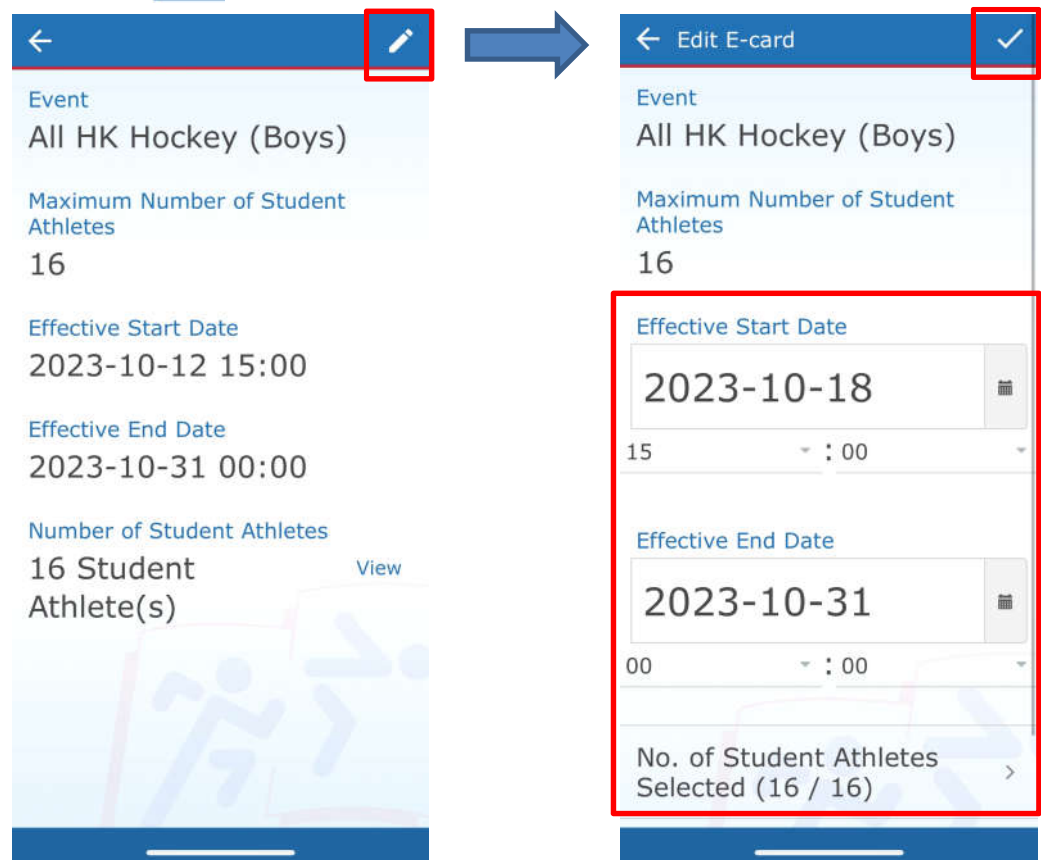 Event
All HK Hockey (Boys)
Maximum Number of Student
Athletes
16
Effective Start Date
2023-10-12 15:00
Effective End Date
2023-10-31 00:00
Number of Student Athletes
16 Student
Athlete(s)
View
Edit E-card
Event
All HK Hockey (Boys)
Maximum Number of Student
Athletes
16
Effective Start Date
2023-10-18
15 : 00
Effective End Date
2023-10-31
00 : 00
No. of Student Athletes
Selected (16 / 16)